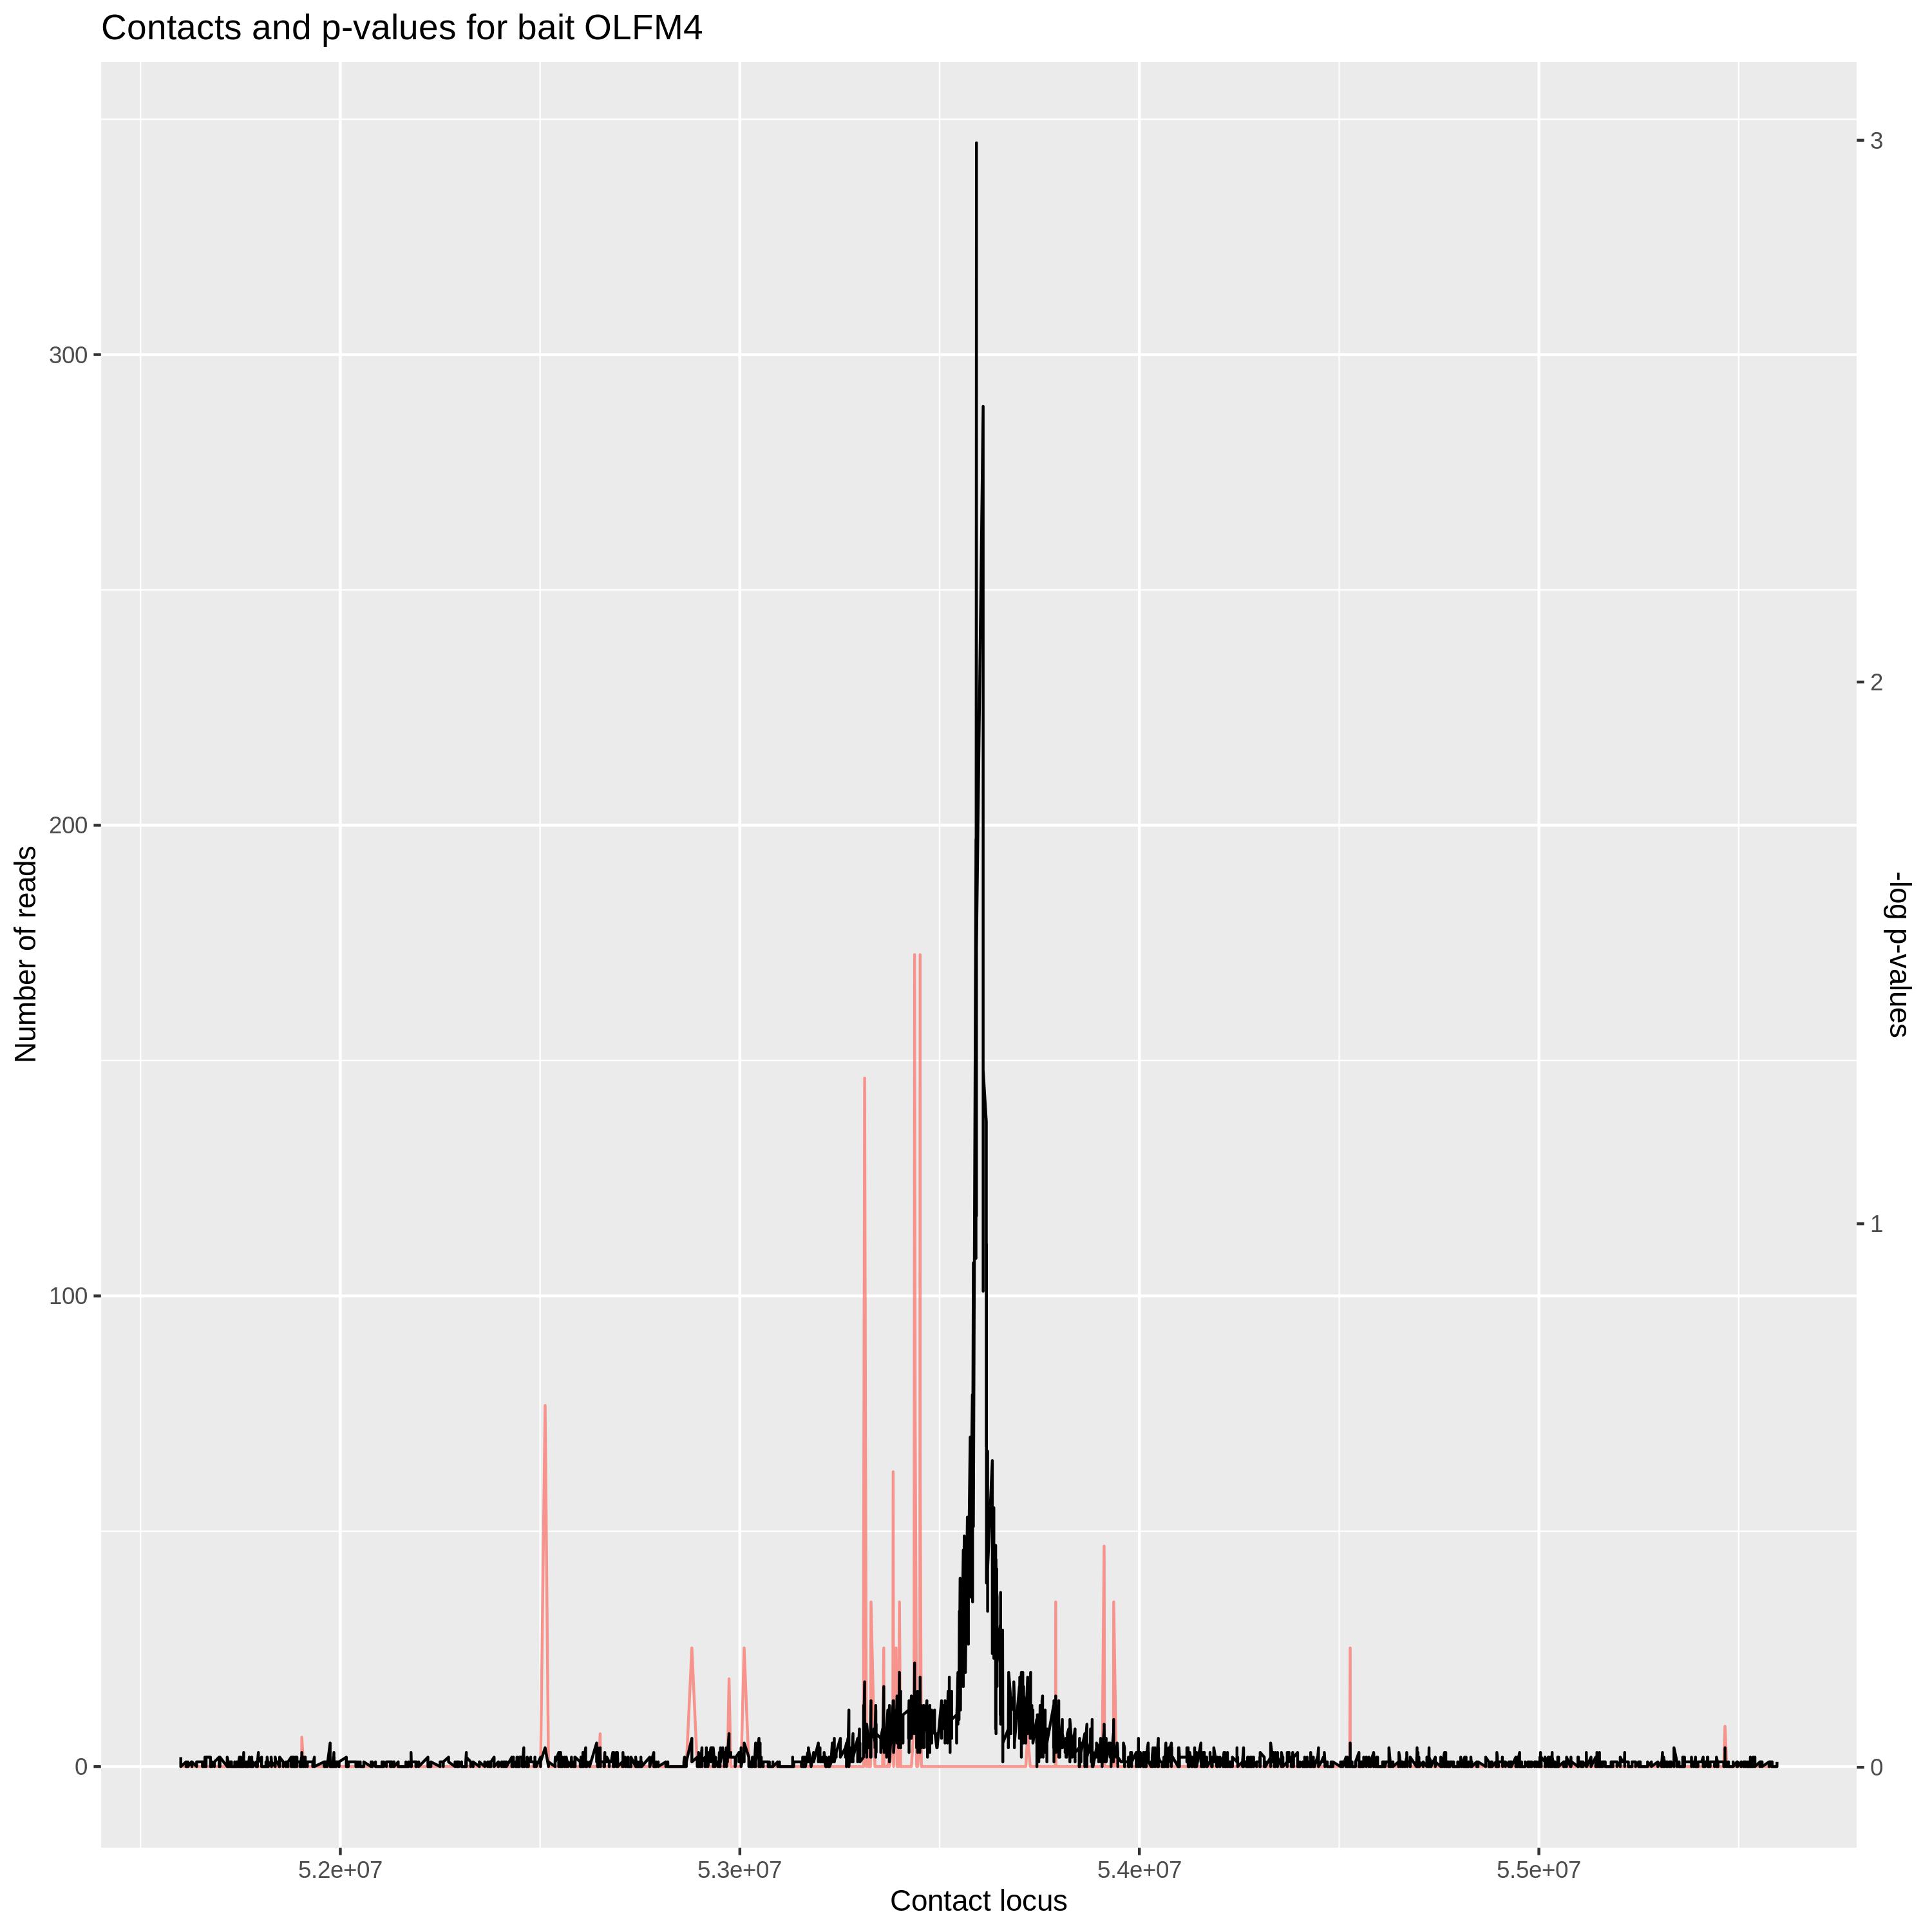 Contacts and p-values for bait OLFM4
Number of reads
300
200
100
0
3
2
1
0
-log p-values
5.2e+07
5.3e+07
5.4e+07
5.5e+07
Contact locus